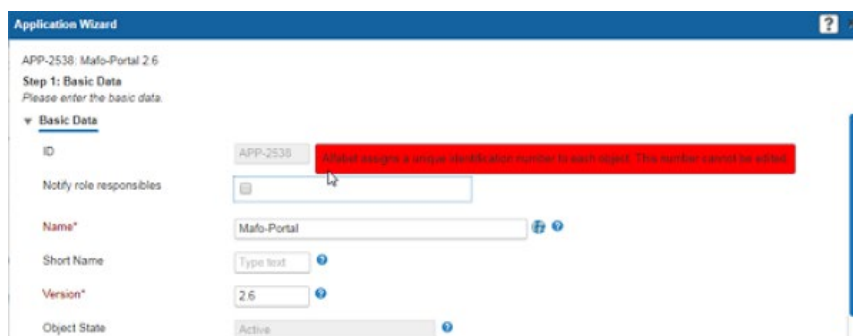 Application Wizard
?
APP-2538: Mafo-Portal 2.6
Step 1: Basic Data
Please enter the basic data.
Basic Data
ID
APP-2538
Alfabet assigns a unique identification number to each object. This number cannot be edited.
Notify role responsibles
Name*
Mafo-Portal
?
Short Name
Type text
?
Version*
2.6
?
Object State
Active
?